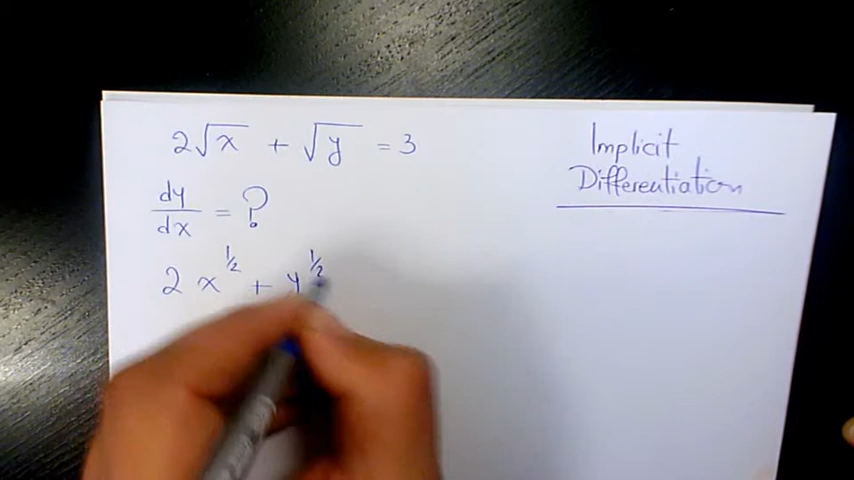 2√x + √y = 3
Implicit
Differentiation
dy/dx = ?
2 x^1/2 + y^1/2